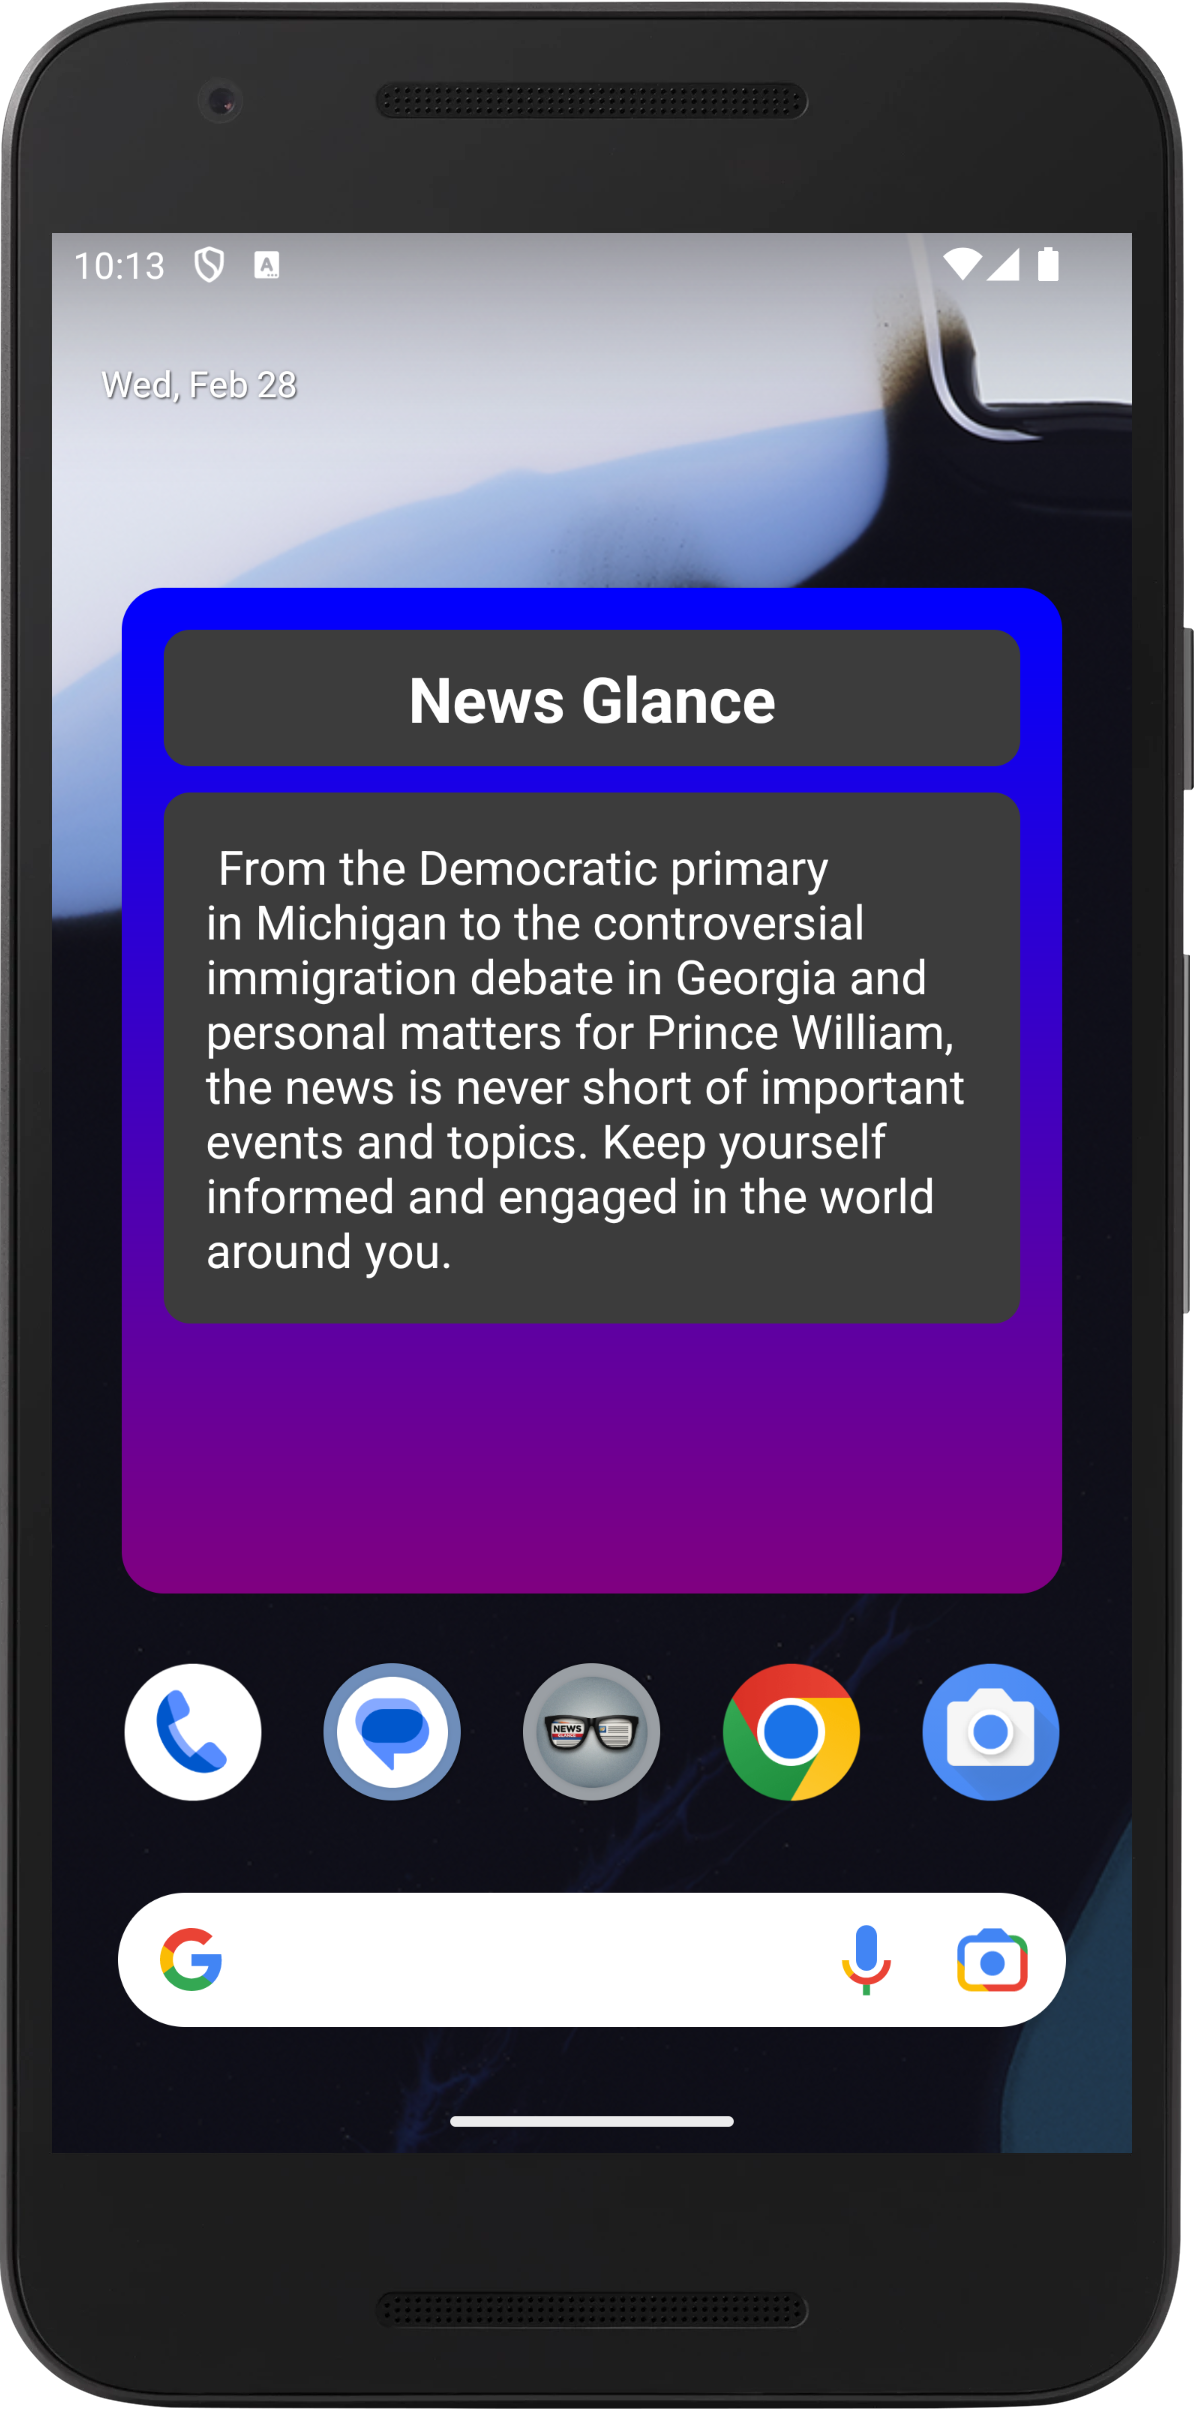 10:13
Wed, Feb 28
News Glance
From the Democratic primary
in Michigan to the controversial
immigration debate in Georgia and
personal matters for Prince William,
the news is never short of important
events and topics. Keep yourself
informed and engaged in the world
around you.
NEWS